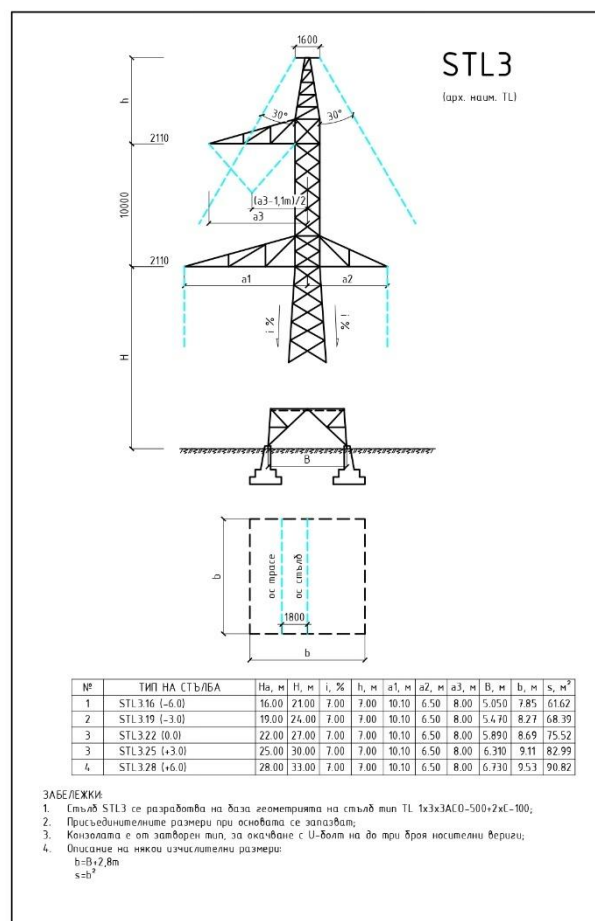 STL3
(арх. наим. TL)
1600
h
30°
30°
2110
(a3-1,1m)/2
a3
10000
2110
a1
a2
i %
i %
H
B
b
ос трасе
ос стълб
1800
b
№ ТИП НА СТЪЛБА Ha, м H, м i, % h, м a1, м a2, м a3, м B, м b, м s, м²
1 STL3.16 (-6.0) 16.00 21.00 7.00 7.00 10.10 6.50 8.00 5.050 7.85 61.62
2 STL3.19 (-3.0) 19.00 24.00 7.00 7.00 10.10 6.50 8.00 5.470 8.27 68.39
3 STL3.22 (0.0) 22.00 27.00 7.00 7.00 10.10 6.50 8.00 5.890 8.69 75.52
3 STL3.25 (+3.0) 25.00 30.00 7.00 7.00 10.10 6.50 8.00 6.310 9.11 82.99
4 STL3.28 (+6.0) 28.00 33.00 7.00 7.00 10.10 6.50 8.00 6.730 9.53 90.82
ЗАБЕЛЕЖКИ:
1. Стълб STL3 се разработва на база геометрията на стълб тип TL 1х3х3АСО-500+2хС-100;
2. Присъединителните размери при основата се запазват;
3. Конзолата е от затворен тип, за окачване с U-болт на до три броя носителни вериги;
4. Описание на някои изчислителни размери:
b=B+2,8m
s=b²